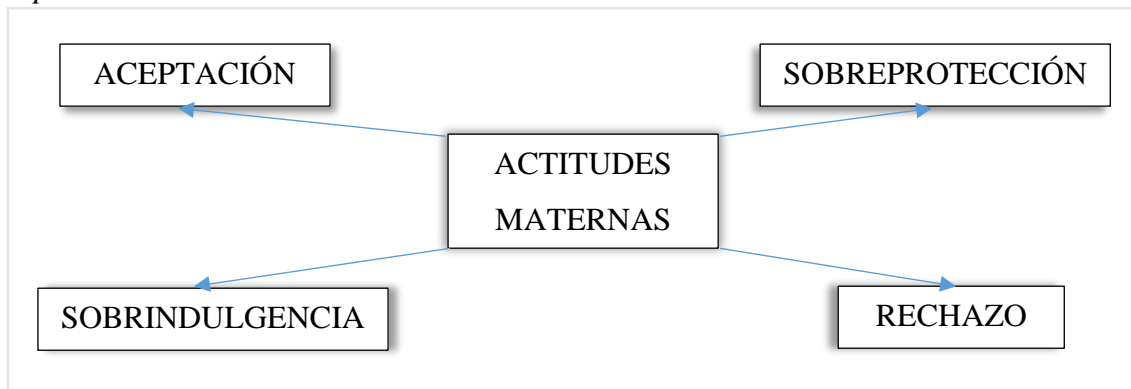 ACEPTACIÓN
SOBREPROTECCIÓN
ACTITUDES
MATERNAS
SOBRINDULGENCIA
RECHAZO